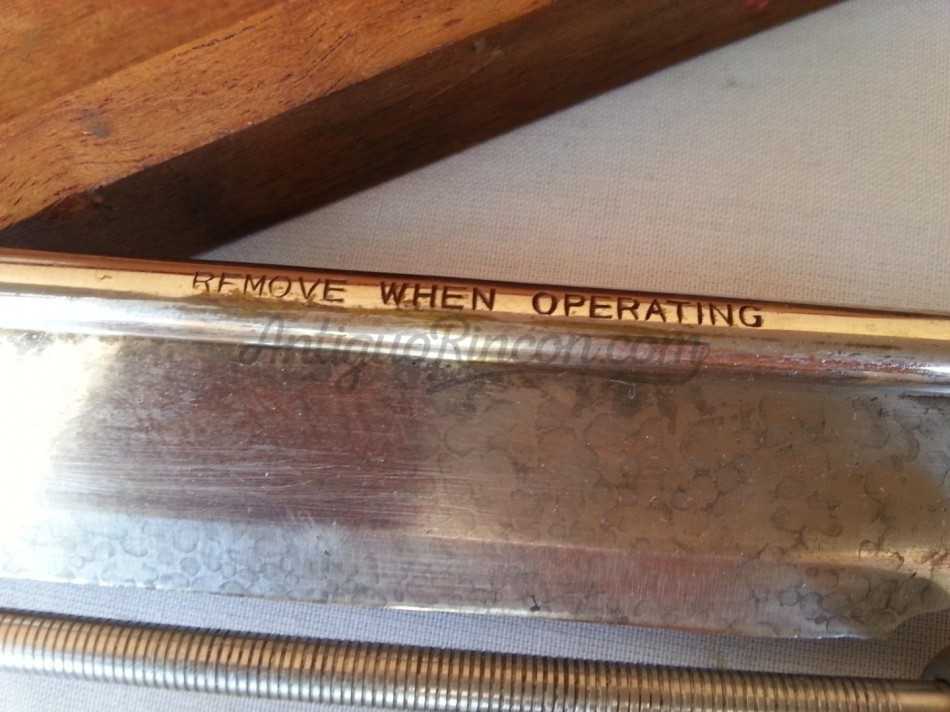 REMOVE WHEN OPERATING
AntiguoRincon.com